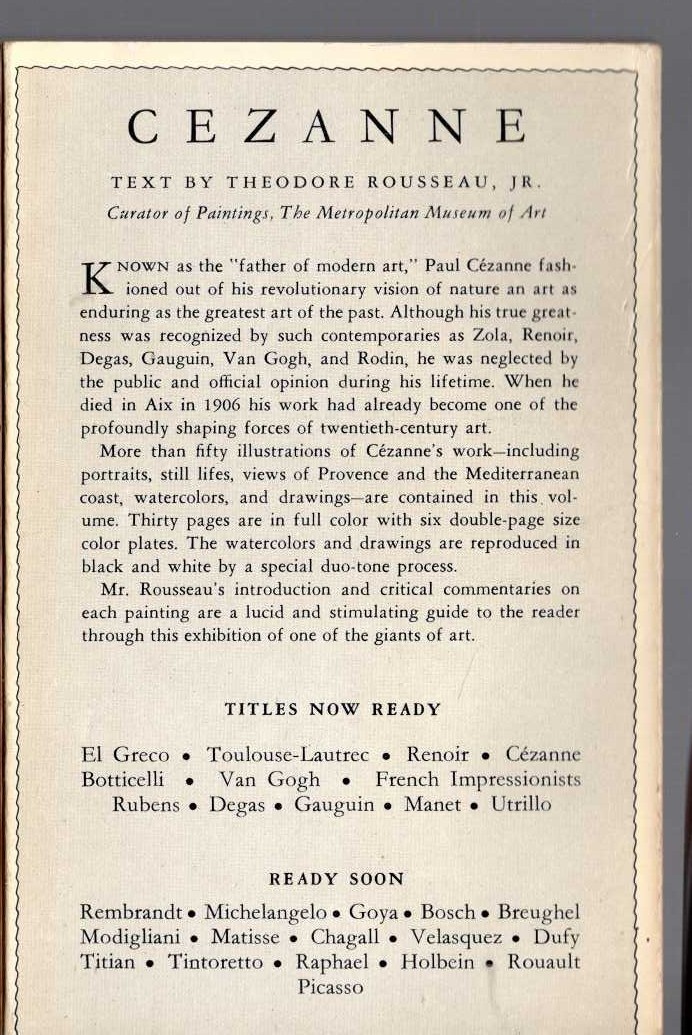 CEZANNE
TEXT BY THEODORE ROUSSEAU, JR.
Curator of Paintings, The Metropolitan Museum of Art
KNOWN as the "father of modern art," Paul Cézanne fash-
ioned out of his revolutionary vision of nature an art as
enduring as the greatest art of the past. Although his true great-
ness was recognized by such contemporaries as Zola, Renoir,
Degas, Gauguin, Van Gogh, and Rodin, he was neglected by
the public and official opinion during his lifetime. When he
died in Aix in 1906 his work had already become one of the
profoundly shaping forces of twentieth-century art.
More than fifty illustrations of Cézanne's work—including
portraits, still lifes, views of Provence and the Mediterranean
coast, watercolors, and drawings—are contained in this vol-
ume. Thirty pages are in full color with six double-page size
color plates. The watercolors and drawings are reproduced in
black and white by a special duo-tone process.
Mr. Rousseau's introduction and critical commentaries on
each painting are a lucid and stimulating guide to the reader
through this exhibition of one of the giants of art.
TITLES NOW READY
El Greco • Toulouse-Lautrec • Renoir • Cézanne
Botticelli • Van Gogh • French Impressionists
Rubens • Degas • Gauguin • Manet • Utrillo
READY SOON
Rembrandt • Michelangelo • Goya • Bosch • Breughel
Modigliani • Matisse • Chagall • Velasquez • Dufy
Titian • Tintoretto • Raphael • Holbein • Rouault
Picasso